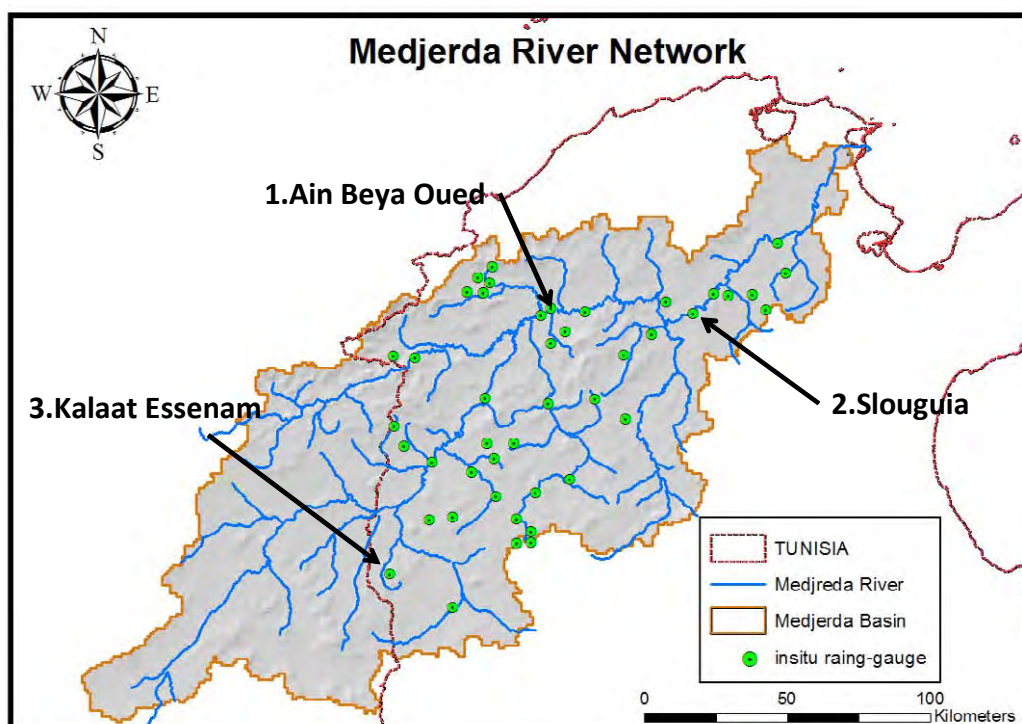 Medjerda River Network
N
W E
S
1.Ain Beya Oued
2.Slouguia
3.Kalaat Essenam
TUNISIA
Medjreda River
Medjerda Basin
insitu raing-gauge
0 50 100
Kilometers